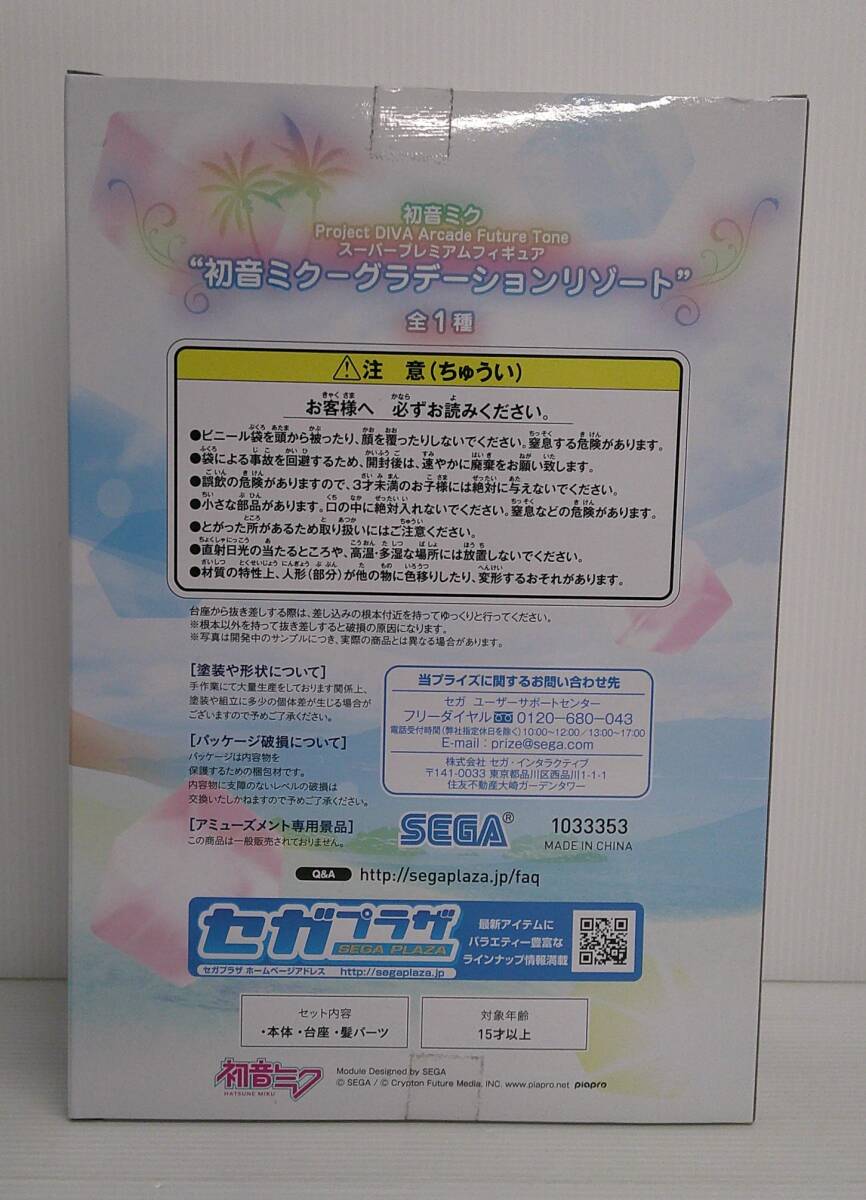 初音ミク
Project DIVA Arcade Future Tone
スーパープレミアムフィギュア
“初音ミク−グラデーションリゾート”
全1種
⚠注 意(ちゅうい)
お客様へ 必ずお読みください。
●ビニール袋を頭から被ったり、顔を覆ったりしないでください。窒息する危険があります。
●袋による事故を回避するため、開封後は、速やかに廃棄をお願い致します。
●誤飲の危険がありますので、3才未満のお子様には絶対に与えないでください。
●小さな部品があります。口の中に絶対入れないでください。窒息などの危険があります。
●とがった所があるため取り扱いにはご注意ください。
●直射日光の当たるところや、高温・多湿な場所には放置しないでください。
●材質の特性上、人形(部分)が他の物に色移りしたり、変形するおそれがあります。
台座から抜き差しする際は、差し込みの根本付近を持ってゆっくりと行ってください。
※根本以外を持って抜き差しすると破損の原因になります。
※写真は開発中のサンプルにつき、実際の商品とは異なる場合があります。
[塗装や形状について]
手作業にて大量生産をしております関係上、
塗装や組立に多少の個体差が生じる場合が
ございますので予めご了承ください。
[パッケージ破損について]
パッケージは内容物を
保護するための梱包材です。
内容物に支障のないレベルの破損は
交換いたしかねますので予めご了承ください。
[アミューズメント専用景品]
この商品は一般販売されておりません。
当プライズに関するお問い合わせ先
セガ ユーザーサポートセンター
フリーダイヤル 0120-680-043
電話受付時間(弊社指定休日を除く)10:00〜12:00/13:00〜17:00
E-mail:prize@sega.com
株式会社 セガ・インタラクティブ
〒141-0033 東京都品川区西品川1-1-1
住友不動産大崎ガーデンタワー
SEGA®
1033353
MADE IN CHINA
Q&A http://segaplaza.jp/faq
セガプラザ
SEGA PLAZA
セガプラザ ホームページアドレス http://segaplaza.jp
最新アイテムに
バラエティー豊富な
ラインナップ情報満載
セット内容
・本体・台座・髪パーツ
対象年齢
15才以上
初音ミク
HATSUNE MIKU
Module Designed by SEGA
© SEGA / © Crypton Future Media, INC. www.piapro.net piapro